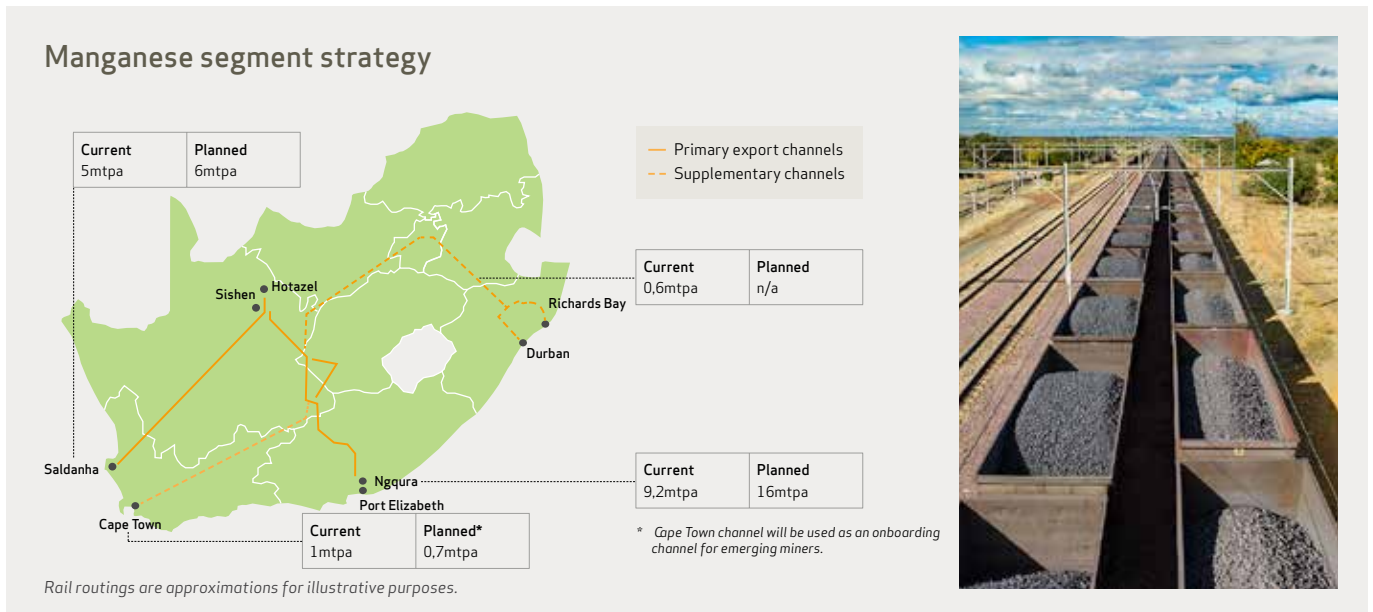 Manganese segment strategy
Current
5mtpa
Planned
6mtpa
Primary export channels
Supplementary channels
Current
0,6mtpa
Planned
n/a
Hotazel
Sishen
Richards Bay
Durban
Saldanha
Ngqura
Port Elizabeth
Cape Town
Current
9,2mtpa
Planned
16mtpa
Current
1mtpa
Planned*
0,7mtpa
* Cape Town channel will be used as an onboarding
channel for emerging miners.
Rail routings are approximations for illustrative purposes.